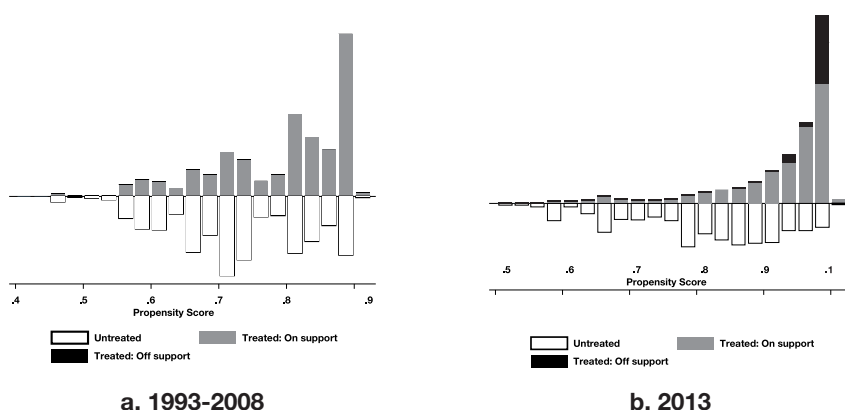 .4 .5 .6 .7 .8 .9
Propensity Score
Untreated
Treated: On support
Treated: Off support
a. 1993-2008
.5 .6 .7 .8 .9 .1
Propensity Score
Untreated
Treated: On support
Treated: Off support
b. 2013